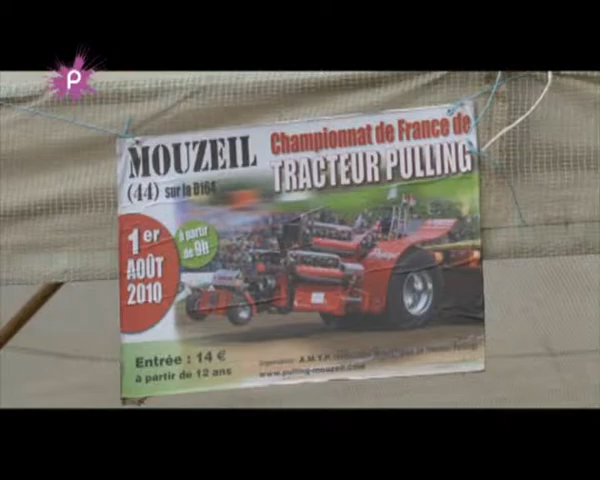 P
MOUZEIL
(44) sur la D164
Championnat de France de
TRACTEUR PULLING
1er
AOÛT
2010
à partir
de 9h
Entrée : 14 €
à partir de 12 ans
www.pulling-mouzeil.com